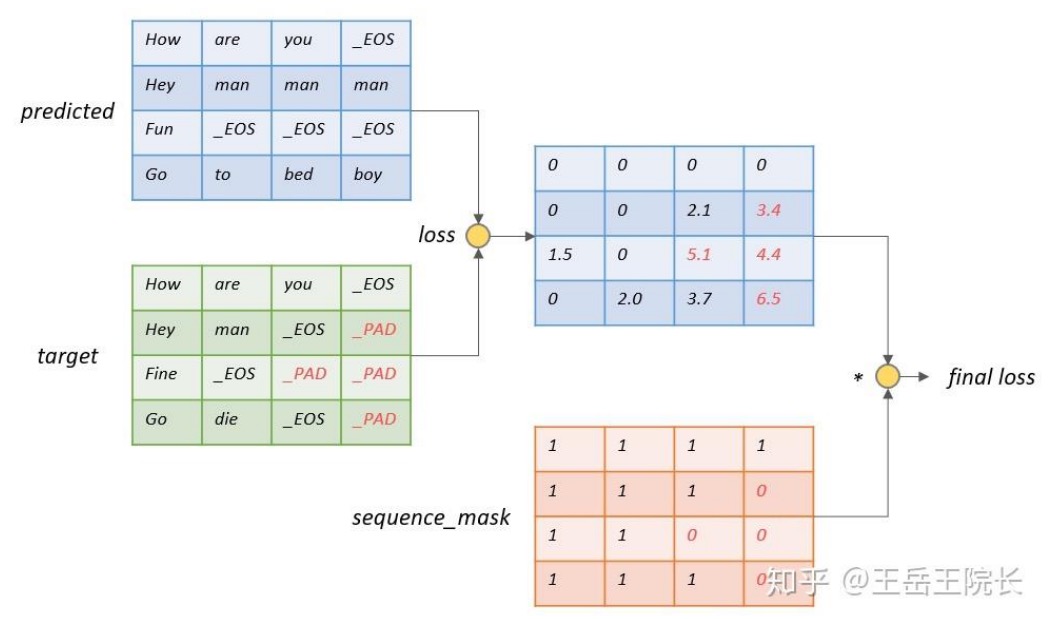 How are you _EOS
Hey man man man
predicted
Fun _EOS _EOS _EOS
Go to bed boy
loss
0 0 0 0
0 0 2.1 3.4
1.5 0 5.1 4.4
0 2.0 3.7 6.5
How are you _EOS
Hey man _EOS _PAD
target
Fine _EOS _PAD _PAD
Go die _EOS _PAD
* final loss
1 1 1 1
1 1 1 0
sequence_mask
1 1 0 0
1 1 1 0
知乎 @王岳王院长